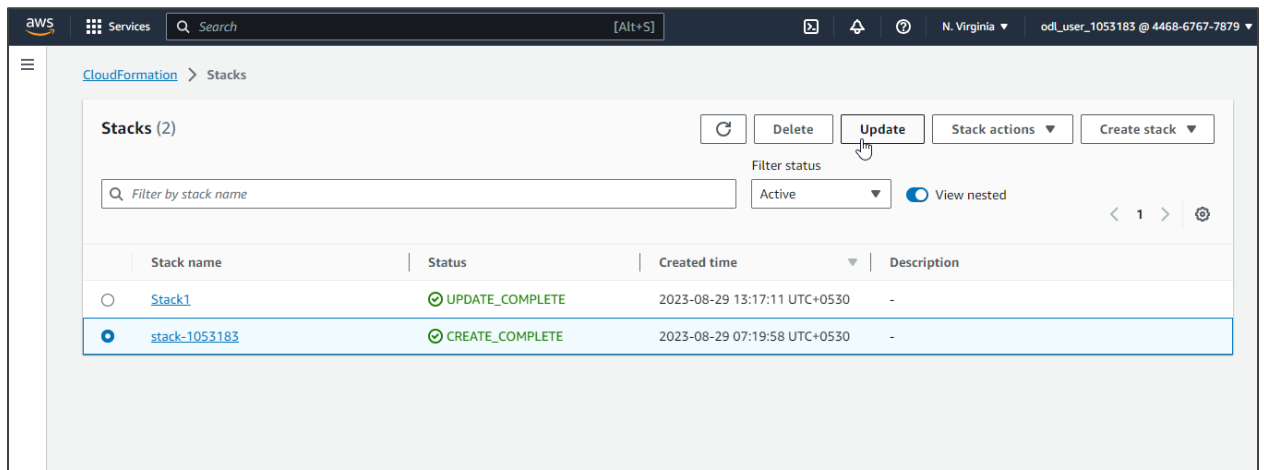 aws Services Search [Alt+S] N. Virginia odl_user_1053183 @ 4468-6767-7879
CloudFormation Stacks
Stacks (2) Delete Update Stack actions Create stack
Filter status
Filter by stack name Active View nested
1
Stack name Status Created time Description
Stack1 UPDATE_COMPLETE 2023-08-29 13:17:11 UTC+0530 -
stack-1053183 CREATE_COMPLETE 2023-08-29 07:19:58 UTC+0530 -